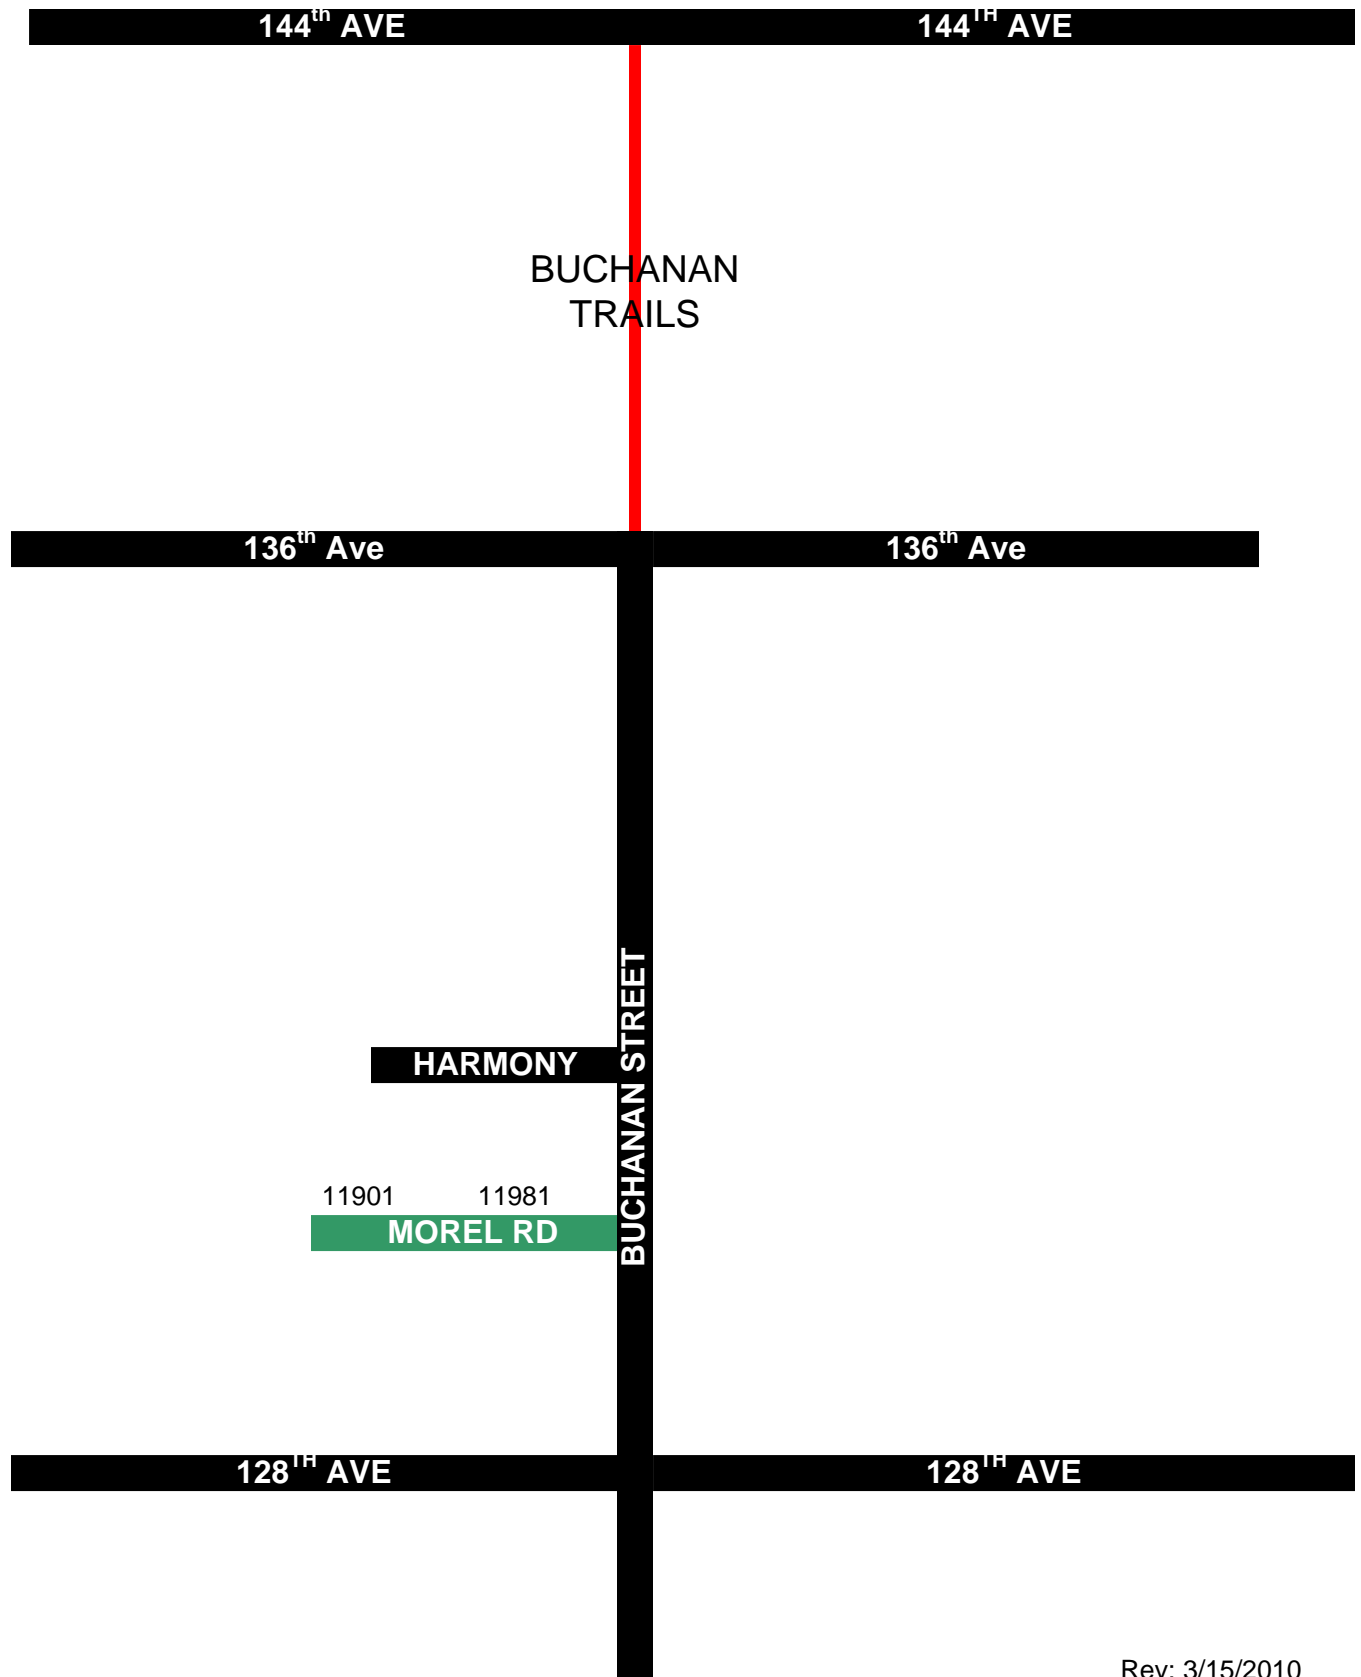 144th AVE 144TH AVE
BUCHANAN
TRAILS
136th Ave 136th Ave
BUCHANAN STREET
HARMONY
11901 11981
MOREL RD
128TH AVE 128TH AVE
Rev: 3/15/2010